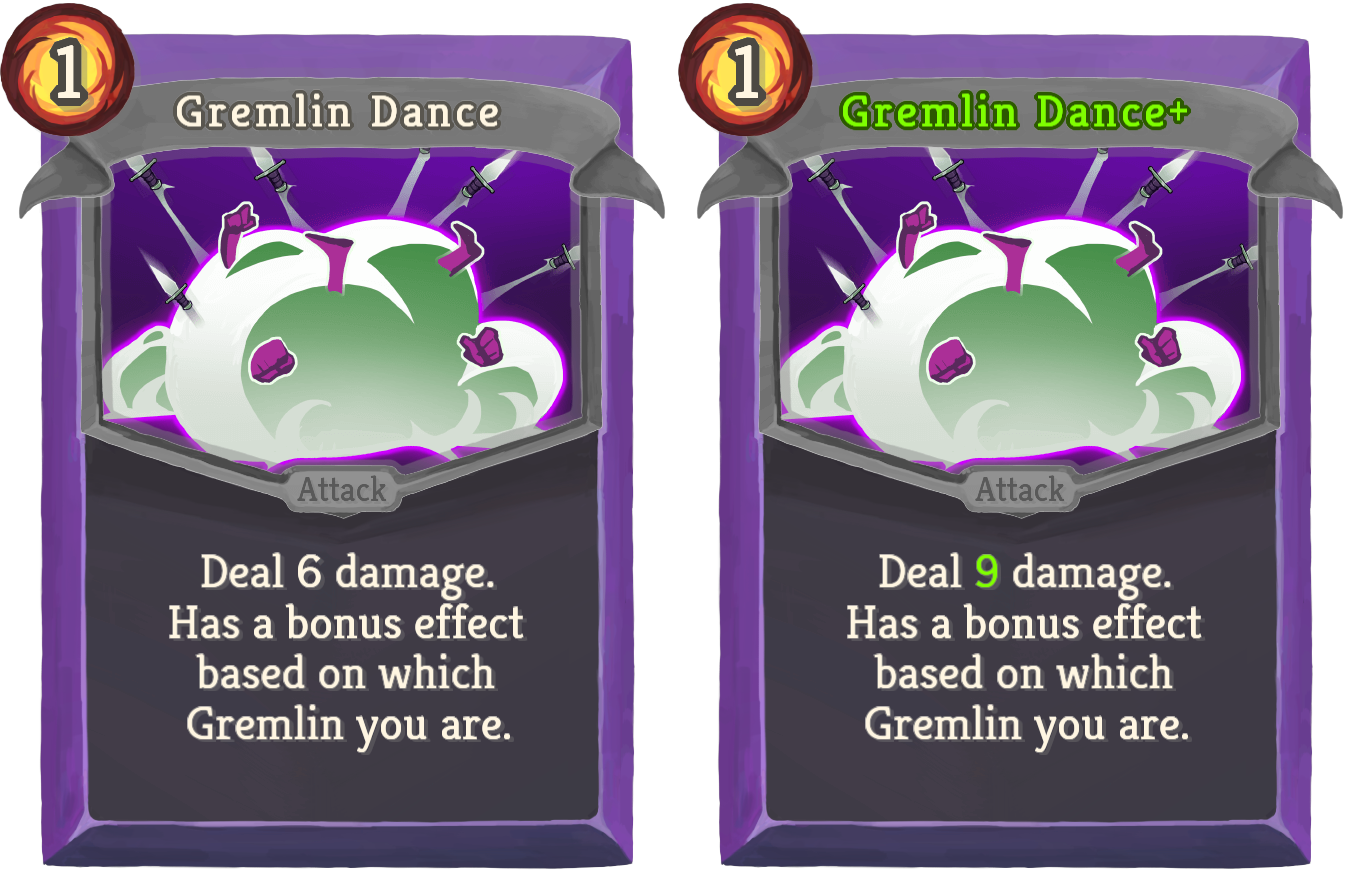 1
Gremlin Dance
Attack
Deal 6 damage.
Has a bonus effect
based on which
Gremlin you are.
1
Gremlin Dance+
Attack
Deal 9 damage.
Has a bonus effect
based on which
Gremlin you are.